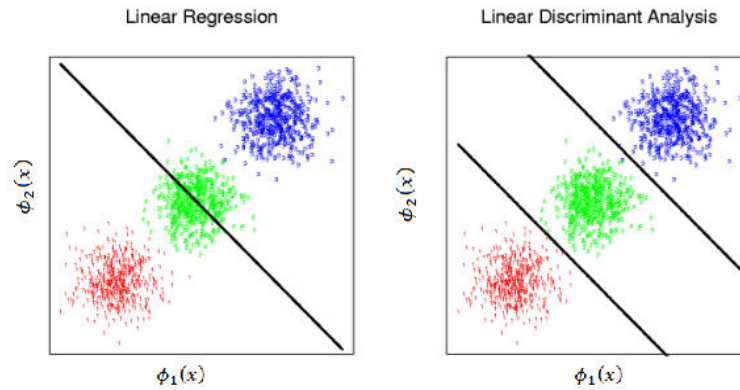 Linear Regression
ϕ₂(x)
ϕ₁(x)
Linear Discriminant Analysis
ϕ₂(x)
ϕ₁(x)